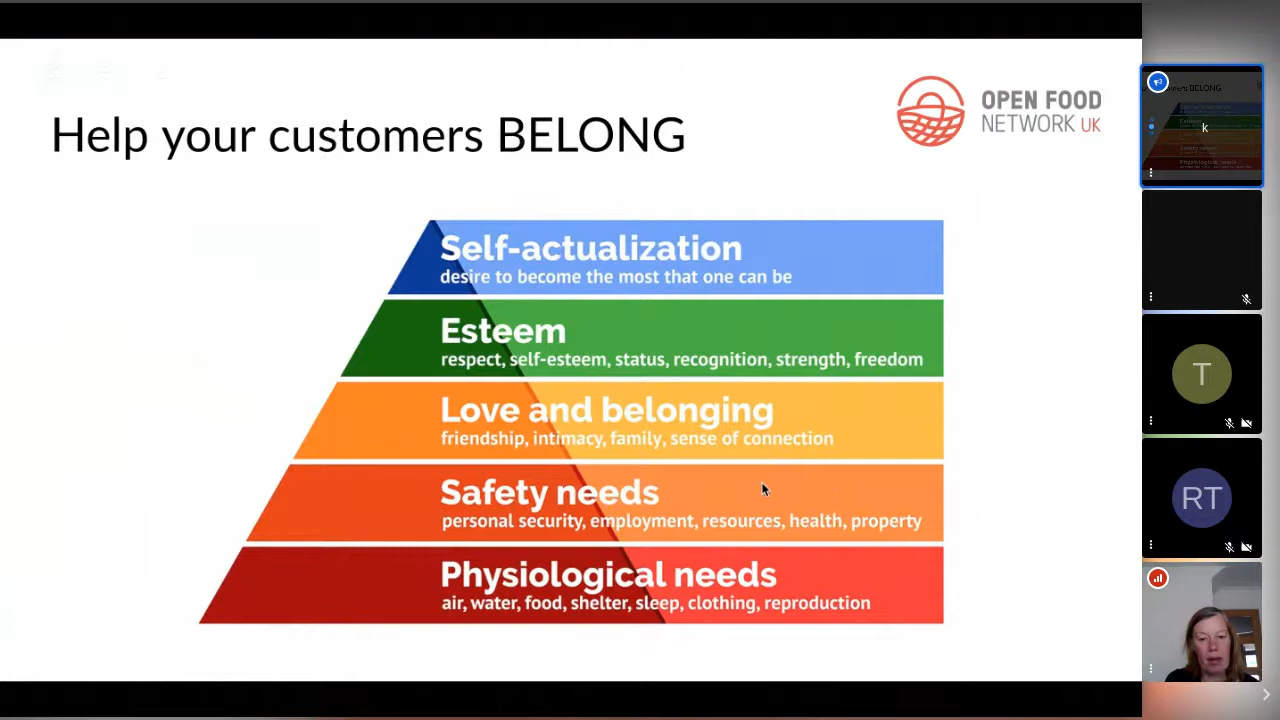 Help your customers BELONG
OPEN FOOD
NETWORK UK
Self-actualization
desire to become the most that one can be
Esteem
respect, self-esteem, status, recognition, strength, freedom
Love and belonging
friendship, intimacy, family, sense of connection
Safety needs
personal security, employment, resources, health, property
Physiological needs
air, water, food, shelter, sleep, clothing, reproduction
k
T
RT